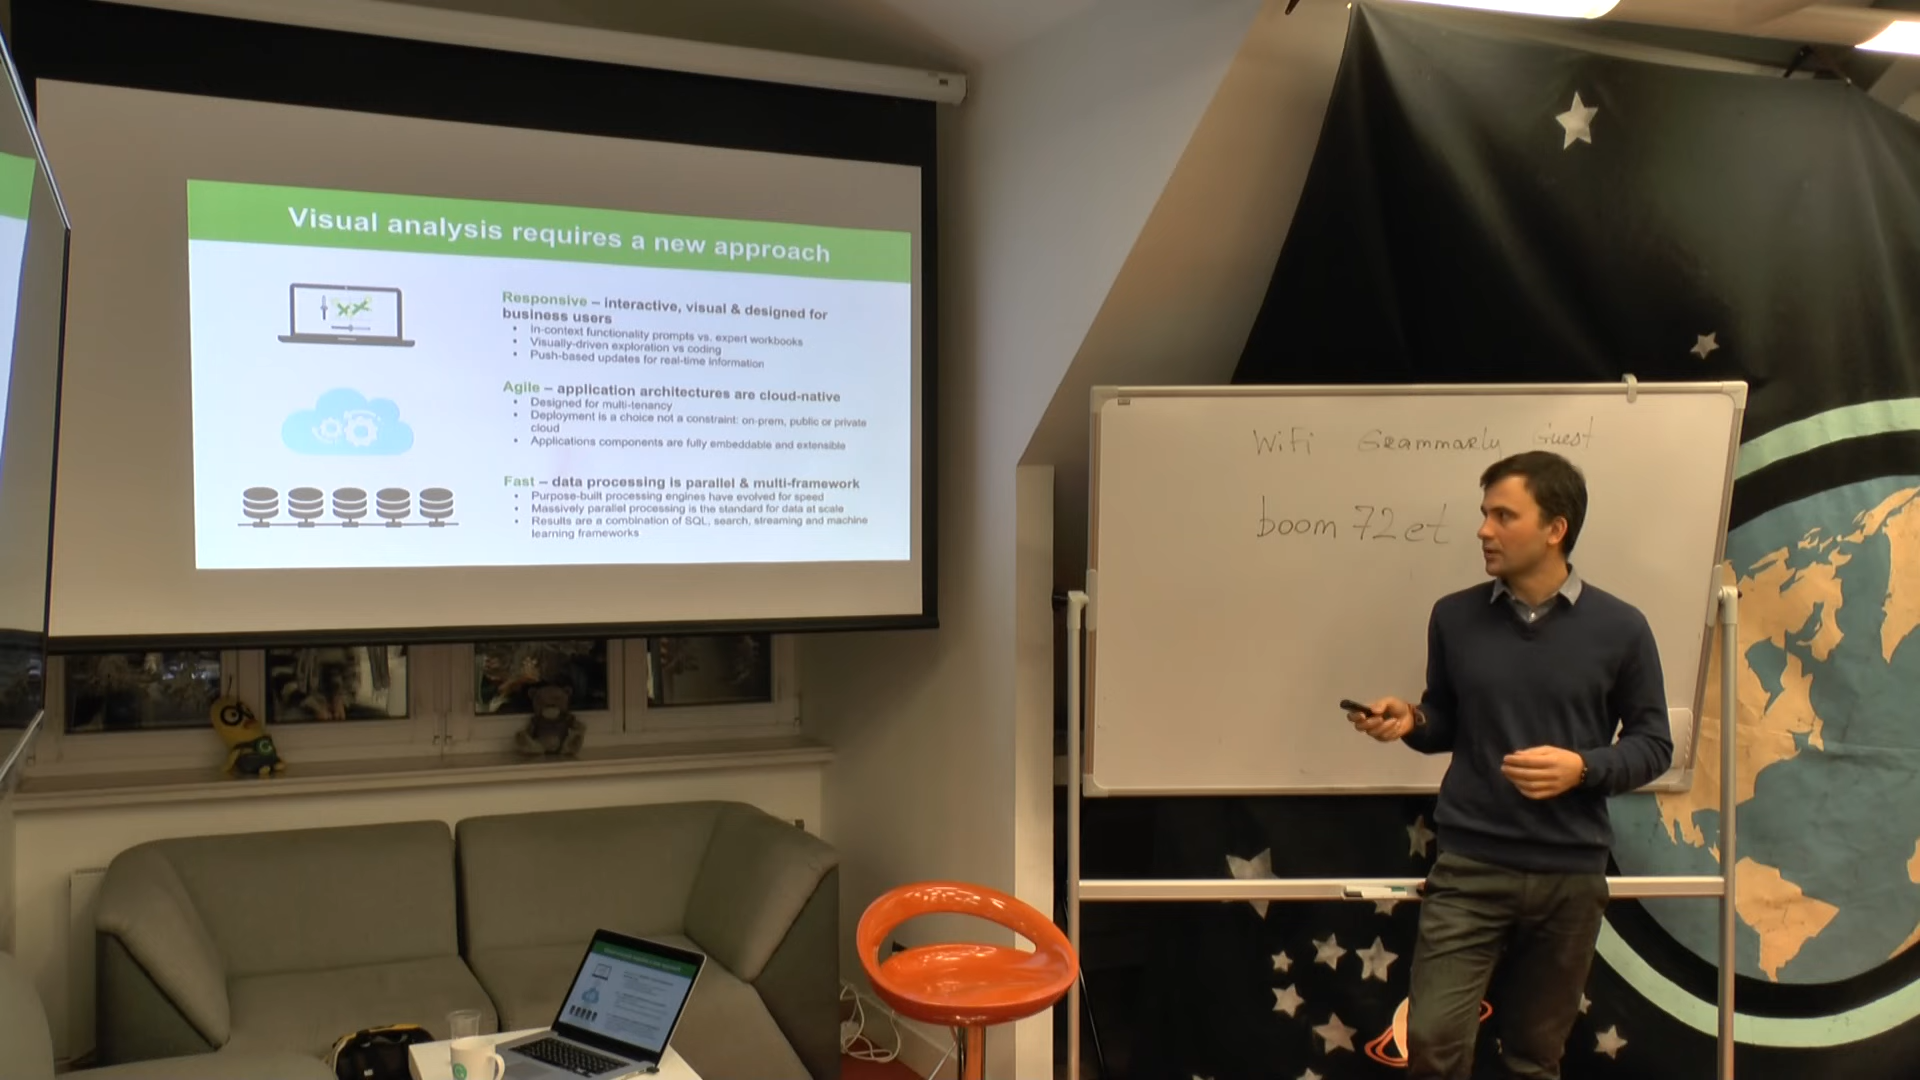 Visual analysis requires a new approach
Responsive – interactive, visual & designed for
business users
• In-context functionality prompts vs. expert workbooks
• Visually-driven exploration vs coding
• Push-based updates for real-time information
Agile – application architectures are cloud-native
• Designed for multi-tenancy
• Deployment is a choice not a constraint: on-prem, public or private
cloud
• Applications components are fully embeddable and extensible
Fast – data processing is parallel & multi-framework
• Purpose-built processing engines have evolved for speed
• Massively parallel processing is the standard for data at scale
• Results are a combination of SQL, search, streaming and machine
learning frameworks
WiFi Grammarly Guest
boom 72et